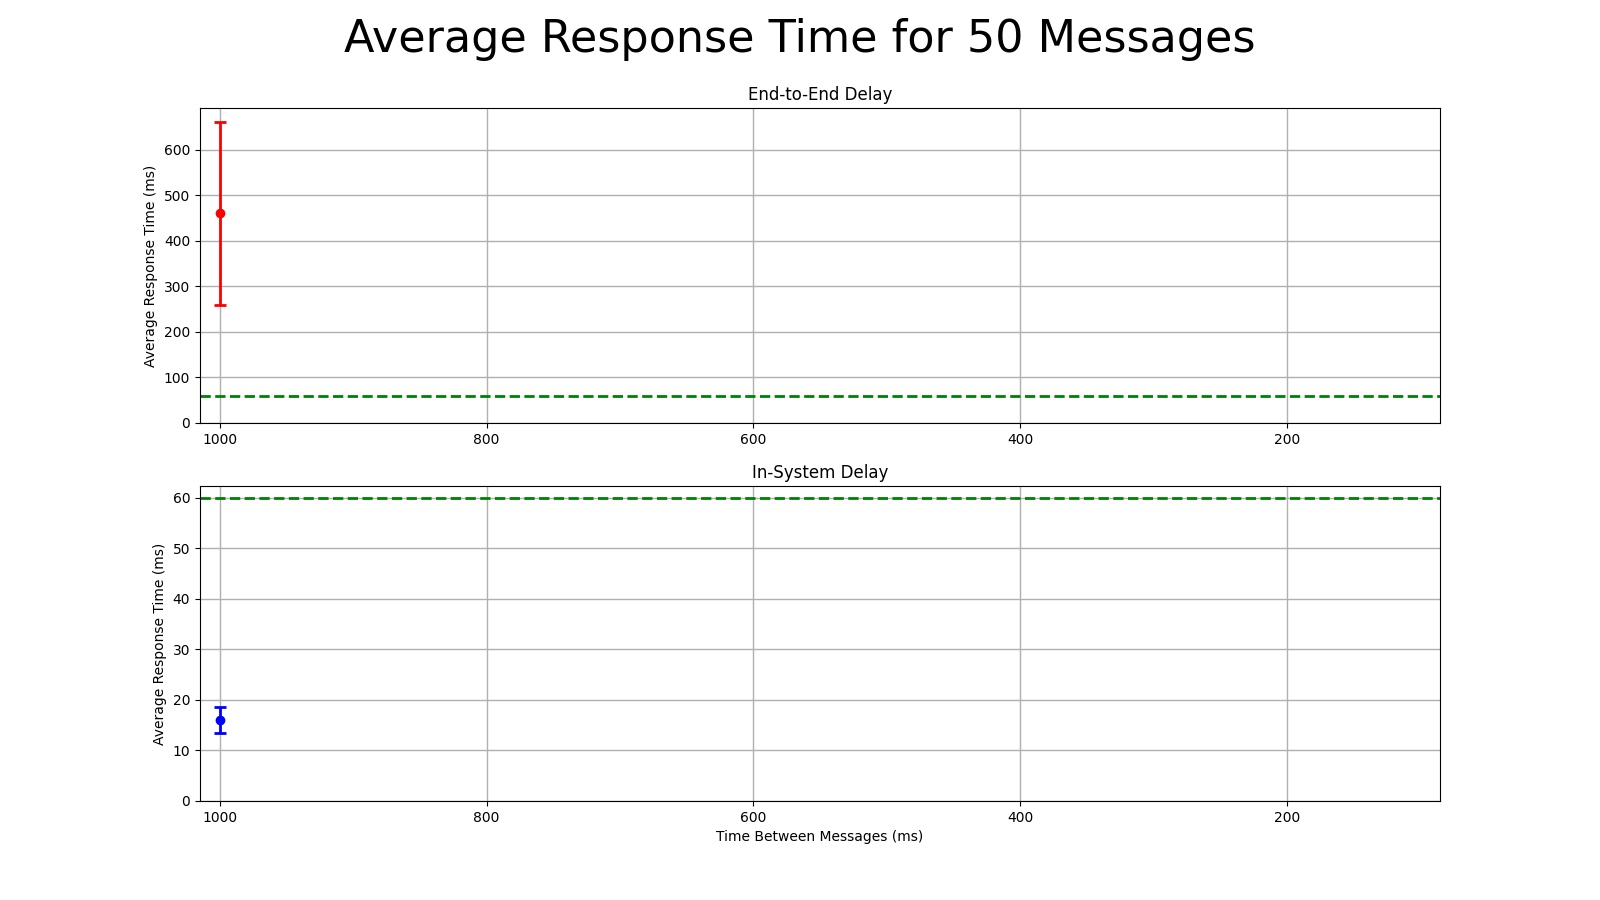 Average Response Time for 50 Messages
End-to-End Delay
Average Response Time (ms)
600
500
400
300
200
100
0
1000 800 600 400 200
In-System Delay
Average Response Time (ms)
60
50
40
30
20
10
0
1000 800 600 400 200
Time Between Messages (ms)